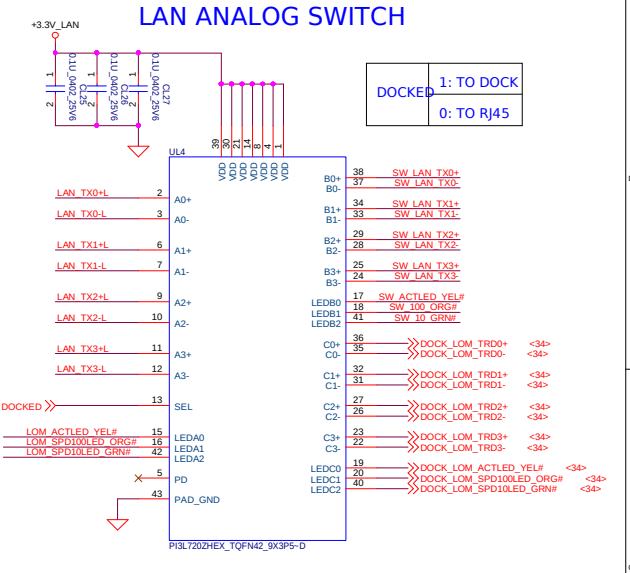 LAN ANALOG SWITCH
+3.3V_LAN
1
2
0.1U_0402_25V6
CL25
1
2
0.1U_0402_25V6
CL26
1
2
0.1U_0402_25V6
CL27
DOCKED
1: TO DOCK
0: TO RJ45
39 30 21 14 8 4 1
VDD VDD VDD VDD VDD VDD VDD
UL4
LAN_TX0+L 2 A0+
LAN_TX0-L 3 A0-
LAN_TX1+L 6 A1+
LAN_TX1-L 7 A1-
LAN_TX2+L 9 A2+
LAN_TX2-L 10 A2-
LAN_TX3+L 11 A3+
LAN_TX3-L 12 A3-
DOCKED 13 SEL
LOM_ACTLED_YEL# 15 LEDA0
LOM_SPD100LED_ORG# 16 LEDA1
LOM_SPD10LED_GRN# 42 LEDA2
5 PD
43 PAD_GND
B0+ 38 SW_LAN_TX0+
B0- 37 SW_LAN_TX0-
B1+ 34 SW_LAN_TX1+
B1- 33 SW_LAN_TX1-
B2+ 29 SW_LAN_TX2+
B2- 28 SW_LAN_TX2-
B3+ 25 SW_LAN_TX3+
B3- 24 SW_LAN_TX3-
LEDB0 17 SW_ACTLED_YEL#
LEDB1 18 SW_100_ORG#
LEDB2 41 SW_10_GRN#
C0+ 36 DOCK_LOM_TRD0+ <34>
C0- 35 DOCK_LOM_TRD0- <34>
C1+ 32 DOCK_LOM_TRD1+ <34>
C1- 31 DOCK_LOM_TRD1- <34>
C2+ 27 DOCK_LOM_TRD2+ <34>
C2- 26 DOCK_LOM_TRD2- <34>
C3+ 23 DOCK_LOM_TRD3+ <34>
C3- 22 DOCK_LOM_TRD3- <34>
LEDC0 19 DOCK_LOM_ACTLED_YEL# <34>
LEDC1 20 DOCK_LOM_SPD100LED_ORG# <34>
LEDC2 40 DOCK_LOM_SPD10LED_GRN# <34>
PI3L720ZHEX_TQFN42_9X3P5~D